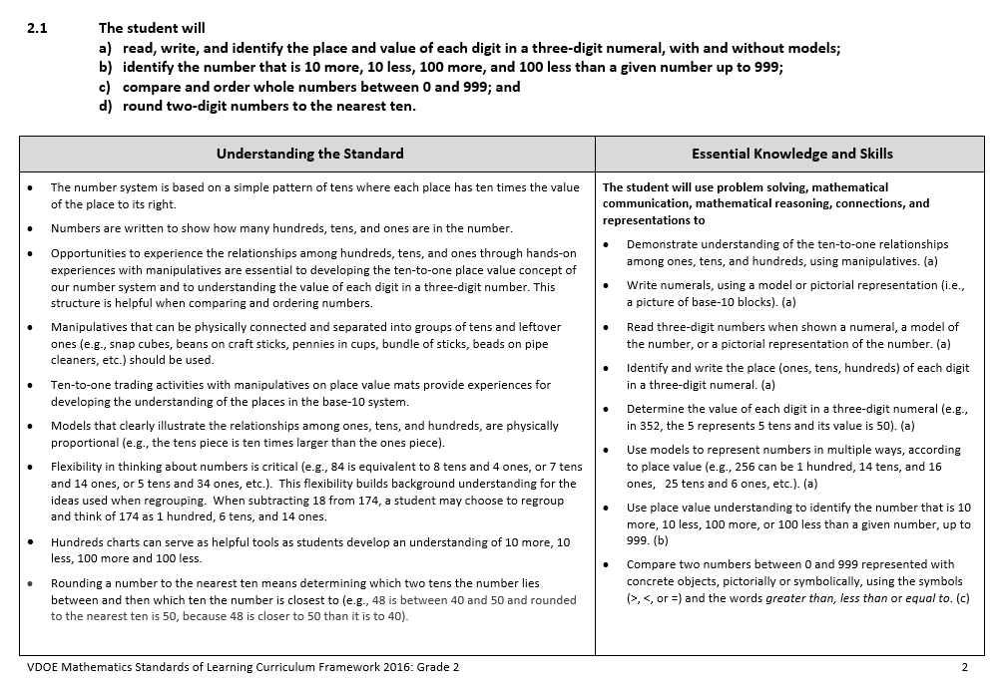 2.1 The student will
a) read, write, and identify the place and value of each digit in a three-digit numeral, with and without models;
b) identify the number that is 10 more, 10 less, 100 more, and 100 less than a given number up to 999;
c) compare and order whole numbers between 0 and 999; and
d) round two-digit numbers to the nearest ten.
Understanding the Standard
• The number system is based on a simple pattern of tens where each place has ten times the value
of the place to its right.
• Numbers are written to show how many hundreds, tens, and ones are in the number.
• Opportunities to experience the relationships among hundreds, tens, and ones through hands-on
experiences with manipulatives are essential to developing the ten-to-one place value concept of
our number system and to understanding the value of each digit in a three-digit number. This
structure is helpful when comparing and ordering numbers.
• Manipulatives that can be physically connected and separated into groups of tens and leftover
ones (e.g., snap cubes, beans on craft sticks, pennies in cups, bundle of sticks, beads on pipe
cleaners, etc.) should be used.
• Ten-to-one trading activities with manipulatives on place value mats provide experiences for
developing the understanding of the places in the base-10 system.
• Models that clearly illustrate the relationships among ones, tens, and hundreds, are physically
proportional (e.g., the tens piece is ten times larger than the ones piece).
• Flexibility in thinking about numbers is critical (e.g., 84 is equivalent to 8 tens and 4 ones, or 7 tens
and 14 ones, or 5 tens and 34 ones, etc.). This flexibility builds background understanding for the
ideas used when regrouping. When subtracting 18 from 174, a student may choose to regroup
and think of 174 as 1 hundred, 6 tens, and 14 ones.
• Hundreds charts can serve as helpful tools as students develop an understanding of 10 more, 10
less, 100 more and 100 less.
• Rounding a number to the nearest ten means determining which two tens the number lies
between and then which ten the number is closest to (e.g., 48 is between 40 and 50 and rounded
to the nearest ten is 50, because 48 is closer to 50 than it is to 40).
Essential Knowledge and Skills
The student will use problem solving, mathematical
communication, mathematical reasoning, connections, and
representations to
• Demonstrate understanding of the ten-to-one relationships
among ones, tens, and hundreds, using manipulatives. (a)
• Write numerals, using a model or pictorial representation (i.e.,
a picture of base-10 blocks). (a)
• Read three-digit numbers when shown a numeral, a model of
the number, or a pictorial representation of the number. (a)
• Identify and write the place (ones, tens, hundreds) of each digit
in a three-digit numeral. (a)
• Determine the value of each digit in a three-digit numeral (e.g.,
in 352, the 5 represents 5 tens and its value is 50). (a)
• Use models to represent numbers in multiple ways, according
to place value (e.g., 256 can be 1 hundred, 14 tens, and 16
ones, 25 tens and 6 ones, etc.). (a)
• Use place value understanding to identify the number that is 10
more, 10 less, 100 more, or 100 less than a given number, up to
999. (b)
• Compare two numbers between 0 and 999 represented with
concrete objects, pictorially or symbolically, using the symbols
(>, <, or =) and the words greater than, less than or equal to. (c)
VDOE Mathematics Standards of Learning Curriculum Framework 2016: Grade 2 2